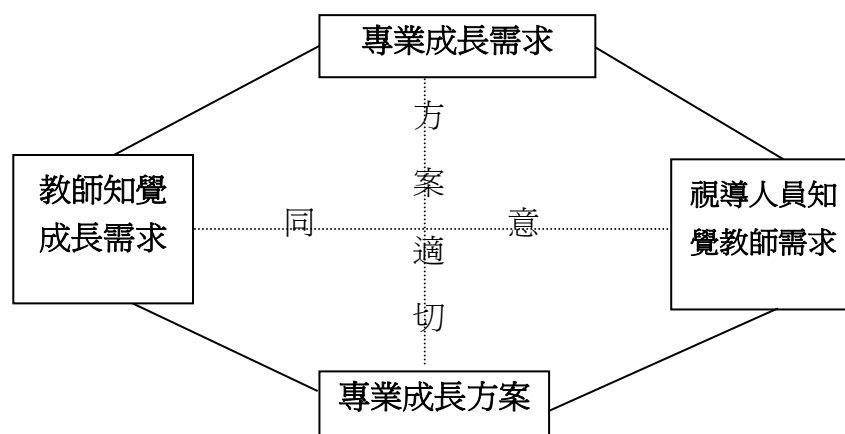 專業成長需求
方案適切
教師知覺
成長需求
同意
視導人員知
覺教師需求
專業成長方案